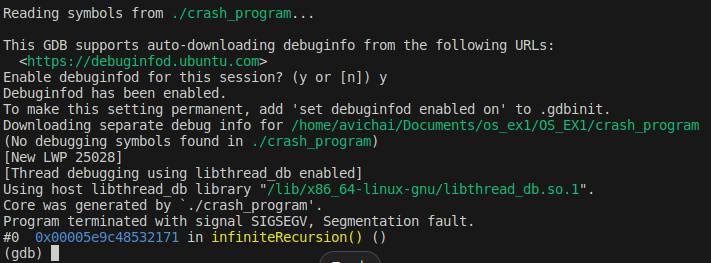 Reading symbols from ./crash_program...

This GDB supports auto-downloading debuginfo from the following URLs:
  <https://debuginfod.ubuntu.com>
Enable debuginfod for this session? (y or [n]) y
Debuginfod has been enabled.
To make this setting permanent, add 'set debuginfod enabled on' to .gdbinit.
Downloading separate debug info for /home/avichai/Documents/os_ex1/OS_EX1/crash_program
(No debugging symbols found in ./crash_program)
[New LWP 25028]
[Thread debugging using libthread_db enabled]
Using host libthread_db library "/lib/x86_64-linux-gnu/libthread_db.so.1".
Core was generated by `./crash_program'.
Program terminated with signal SIGSEGV, Segmentation fault.
#0  0x00005e9c48532171 in infiniteRecursion() ()
(gdb)